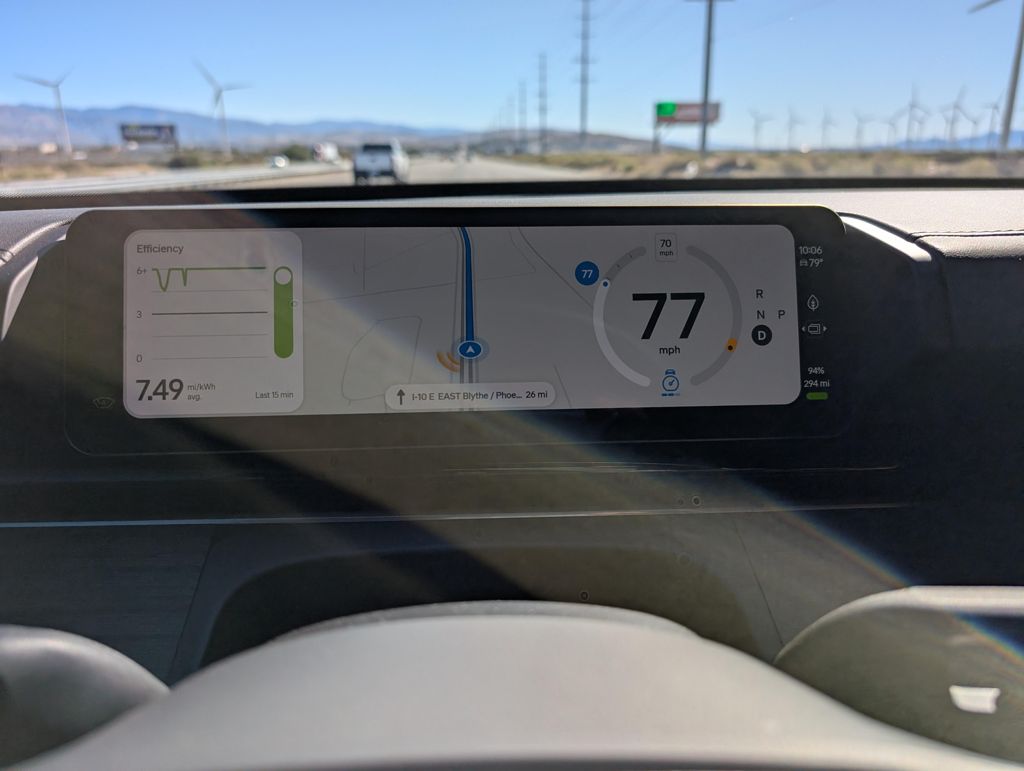 Efficiency
6+
3
0
7.49 mi/kWh
avg.
Last 15 min
I-10 E EAST Blythe / Phoe... 26 mi
77
70
mph
77
mph
R
N P
D
10:06
79°
94%
294 mi